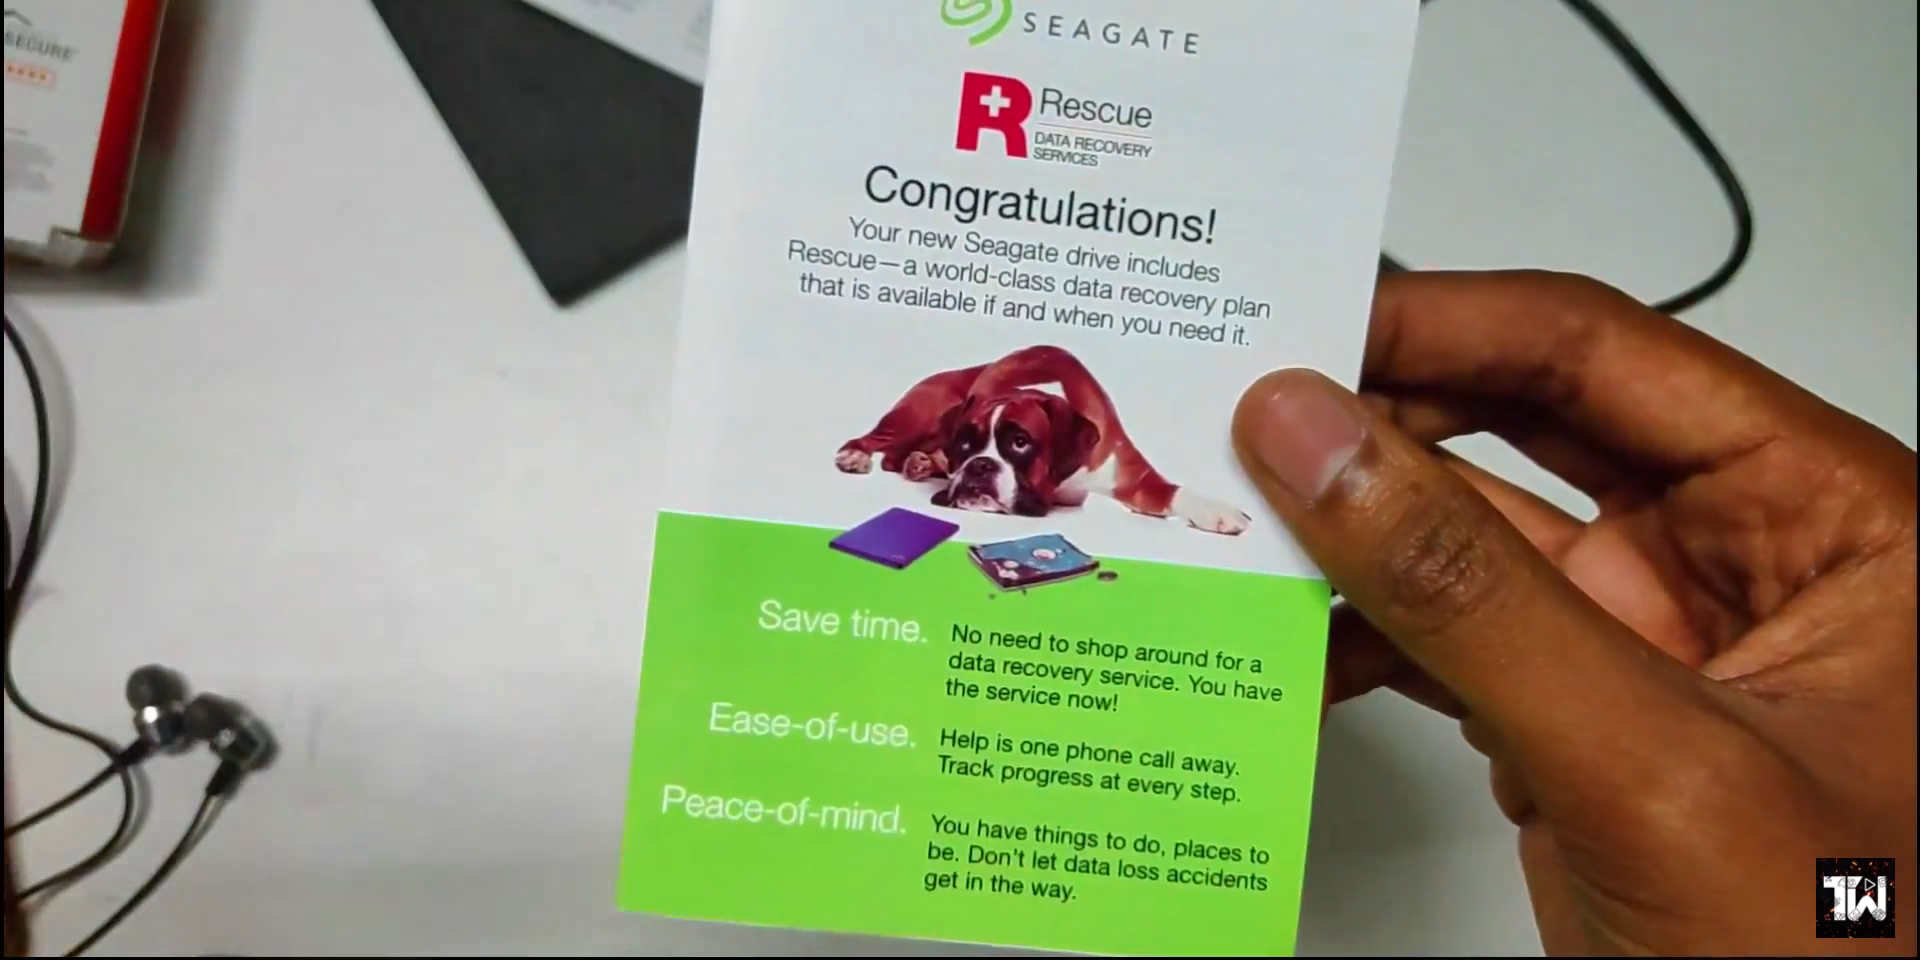 SECURE
SEAGATE
R Rescue
DATA RECOVERY
SERVICES
Congratulations!
Your new Seagate drive includes
Rescue—a world-class data recovery plan
that is available if and when you need it.
Save time.
No need to shop around for a
data recovery service. You have
the service now!
Ease-of-use.
Help is one phone call away.
Track progress at every step.
Peace-of-mind.
You have things to do, places to
be. Don't let data loss accidents
get in the way.
TW